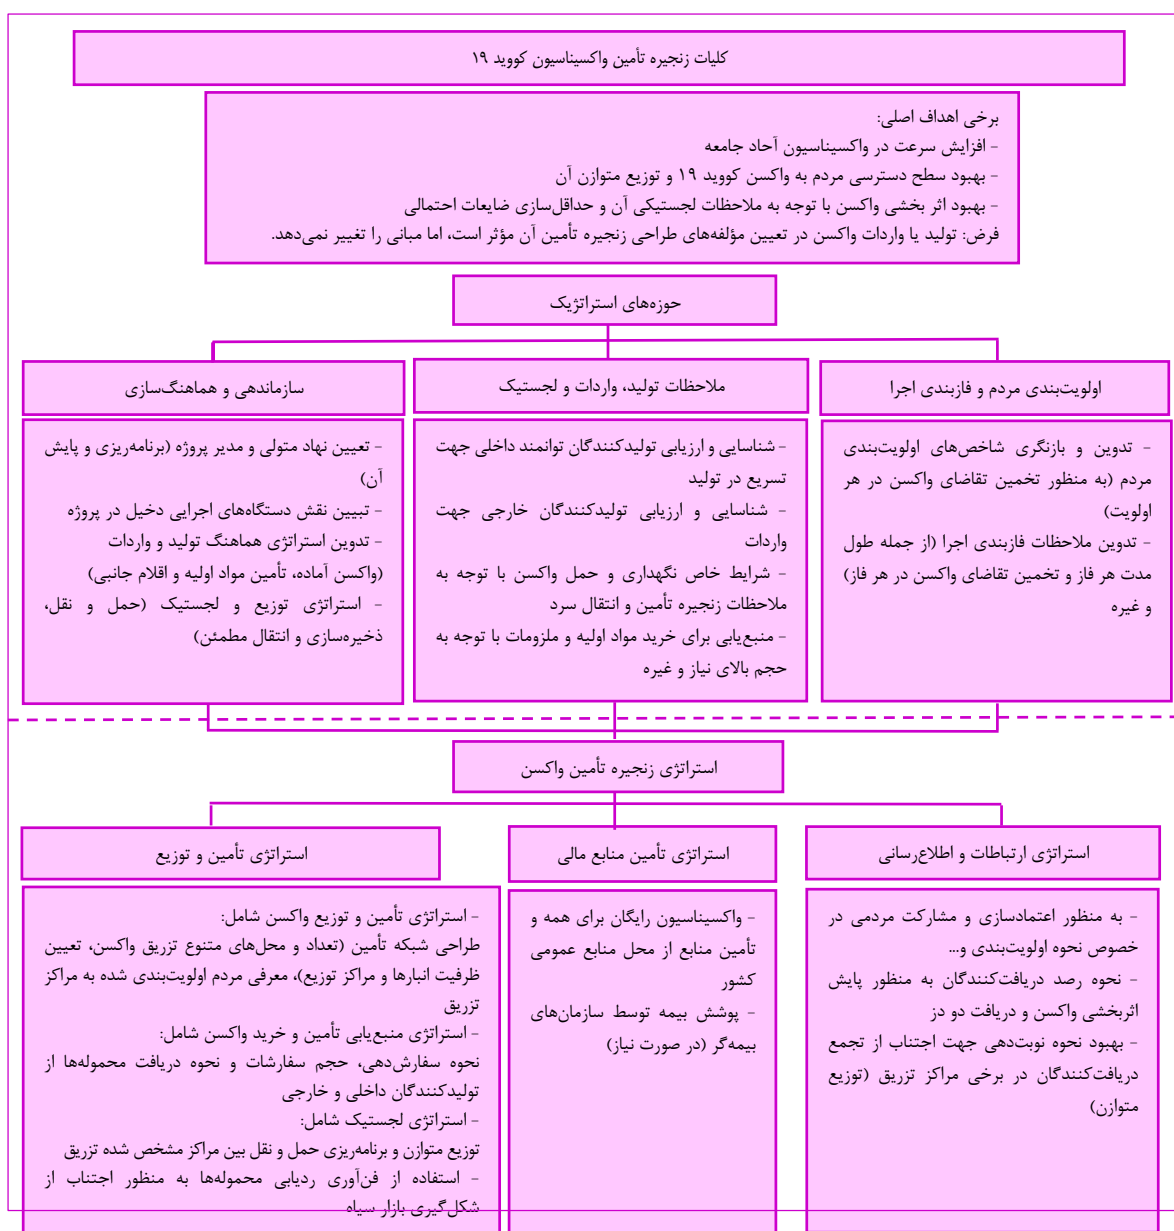 کلیات زنجیره تأمین واکسیناسیون کووید ۱۹
برخی اهداف اصلی:
- افزایش سرعت در واکسیناسیون آحاد جامعه
- بهبود سطح دسترسی مردم به واکسن کووید ۱۹ و توزیع متوازن آن
- بهبود اثر بخشی واکسن با توجه به ملاحظات لجستیکی آن و حداقل‌سازی ضایعات احتمالی
فرض: تولید یا واردات واکسن در تعیین مؤلفه‌های طراحی زنجیره تأمین آن مؤثر است، اما مبانی را تغییر نمی‌دهد.
حوزه‌های استراتژیک
اولویت‌بندی مردم و فازبندی اجرا
- تدوین و بازنگری شاخص‌های اولویت‌بندی
مردم (به منظور تخمین تقاضای واکسن در هر
اولویت)
- تدوین ملاحظات فازبندی اجرا (از جمله طول
مدت هر فاز و تخمین تقاضای واکسن در هر فاز)
و غیره
ملاحظات تولید، واردات و لجستیک
- شناسایی و ارزیابی تولیدکنندگان توانمند داخلی جهت
تسریع در تولید
- شناسایی و ارزیابی تولیدکنندگان خارجی جهت
واردات
- شرایط خاص نگهداری و حمل واکسن با توجه به
ملاحظات زنجیره تأمین و انتقال سرد
- منبع‌یابی برای خرید مواد اولیه و ملزومات با توجه به
حجم بالای نیاز و غیره
سازماندهی و هماهنگ‌سازی
- تعیین نهاد متولی و مدیر پروژه (برنامه‌ریزی و پایش
آن)
- تبیین نقش دستگاه‌های اجرایی دخیل در پروژه
- تدوین استراتژی هماهنگ تولید و واردات
(واکسن آماده، تأمین مواد اولیه و اقلام جانبی)
- استراتژی توزیع و لجستیک (حمل و نقل،
ذخیره‌سازی و انتقال مطمئن)
استراتژی زنجیره تأمین واکسن
استراتژی ارتباطات و اطلاع‌رسانی
- به منظور اعتمادسازی و مشارکت مردمی در
خصوص نحوه اولویت‌بندی و...
- نحوه رصد دریافت‌کنندگان به منظور پایش
اثربخشی واکسن و دریافت دو دز
- بهبود نحوه نوبت‌دهی جهت اجتناب از تجمع
دریافت‌کنندگان در برخی مراکز تزریق (توزیع
متوازن)
استراتژی تأمین منابع مالی
- واکسیناسیون رایگان برای همه و
تأمین منابع از محل منابع عمومی
کشور
- پوشش بیمه توسط سازمان‌های
بیمه‌گر (در صورت نیاز)
استراتژی تأمین و توزیع
- استراتژی تأمین و توزیع واکسن شامل:
طراحی شبکه تأمین (تعداد و محل‌های متنوع تزریق واکسن، تعیین
ظرفیت انبارها و مراکز توزیع)، معرفی مردم اولویت‌بندی شده به مراکز
تزریق
- استراتژی منبع‌یابی تأمین و خرید واکسن شامل:
نحوه سفارش‌دهی، حجم سفارشات و نحوه دریافت محموله‌ها از
تولیدکنندگان داخلی و خارجی
- استراتژی لجستیک شامل:
توزیع متوازن و برنامه‌ریزی حمل و نقل بین مراکز مشخص شده تزریق
- استفاده از فن‌آوری ردیابی محموله‌ها به منظور اجتناب از
شکل‌گیری بازار سیاه